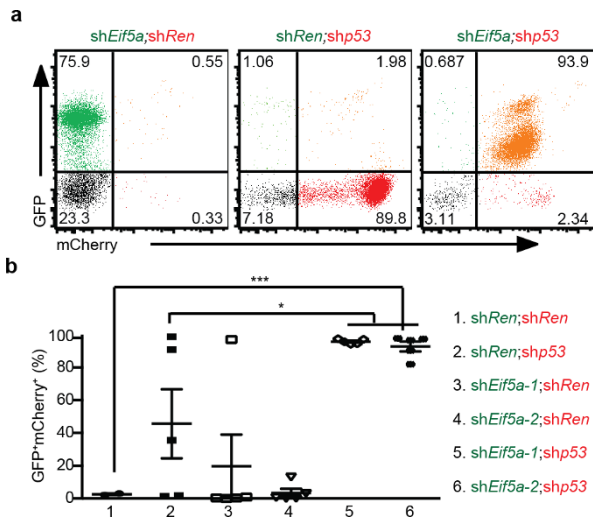 a
shEif5a;shRen shRen;shp53 shEif5a;shp53
75.9 0.55 1.06 1.98 0.687 93.9
GFP
23.3 0.33 7.18 89.8 3.11 2.34
mCherry
b
***
*
GFP+mCherry+ (%)
100
80
60
40
20
0
1 2 3 4 5 6
1. shRen;shRen
2. shRen;shp53
3. shEif5a-1;shRen
4. shEif5a-2;shRen
5. shEif5a-1;shp53
6. shEif5a-2;shp53